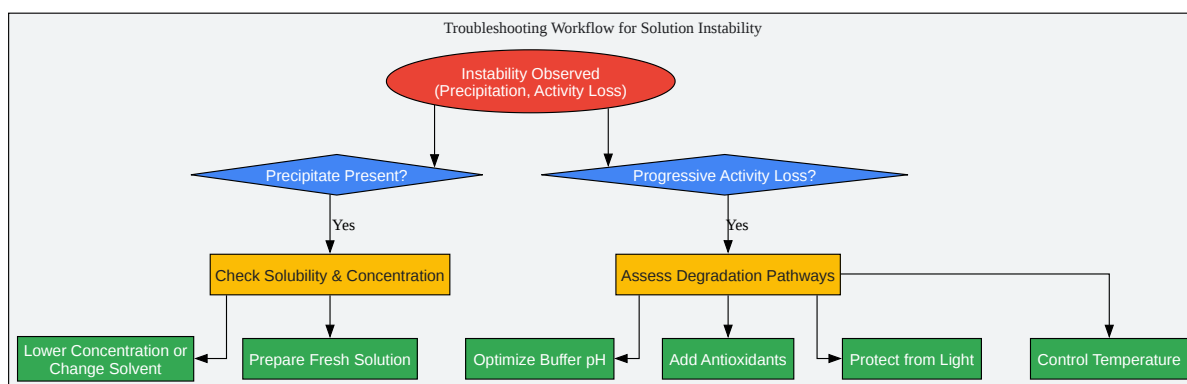 Troubleshooting Workflow for Solution Instability
Instability Observed
(Precipitation, Activity Loss)
Precipitate Present?
Progressive Activity Loss?
Yes
Yes
Check Solubility & Concentration
Assess Degradation Pathways
Lower Concentration or
Change Solvent
Prepare Fresh Solution
Optimize Buffer pH
Add Antioxidants
Protect from Light
Control Temperature